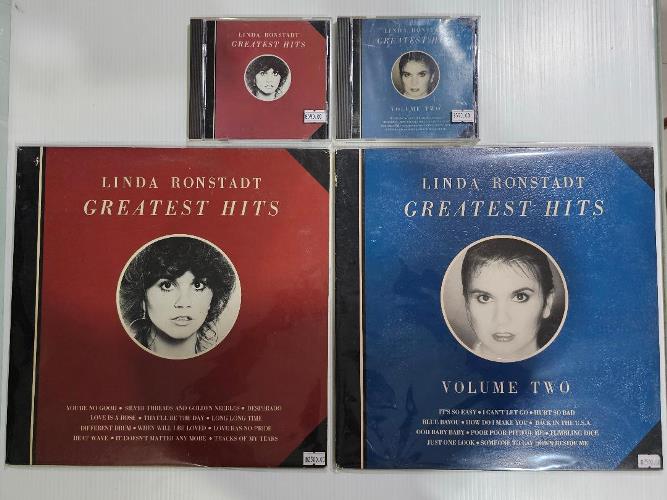 LINDA RONSTADT
GREATEST HITS
LINDA RONSTADT
GREATEST HITS
VOLUME TWO
LINDA RONSTADT
GREATEST HITS
YOU'RE NO GOOD • SILVER THREADS AND GOLDEN NEEDLES • DESPERADO
LOVE IS A ROSE • THAT'LL BE THE DAY • LONG LONG TIME
DIFFERENT DRUM • WHEN WILL I BE LOVED • LOVE HAS NO PRIDE
HEAT WAVE • IT DOESN'T MATTER ANY MORE • TRACKS OF MY TEARS
LINDA RONSTADT
GREATEST HITS
VOLUME TWO
IT'S SO EASY • I CAN'T LET GO • HURT SO BAD
BLUE BAYOU • HOW DO I MAKE YOU • BACK IN THE U.S.A.
OOH BABY BABY • POOR POOR PITIFUL ME • TUMBLING DICE
JUST ONE LOOK • SOMEONE TO LAY DOWN BESIDE ME